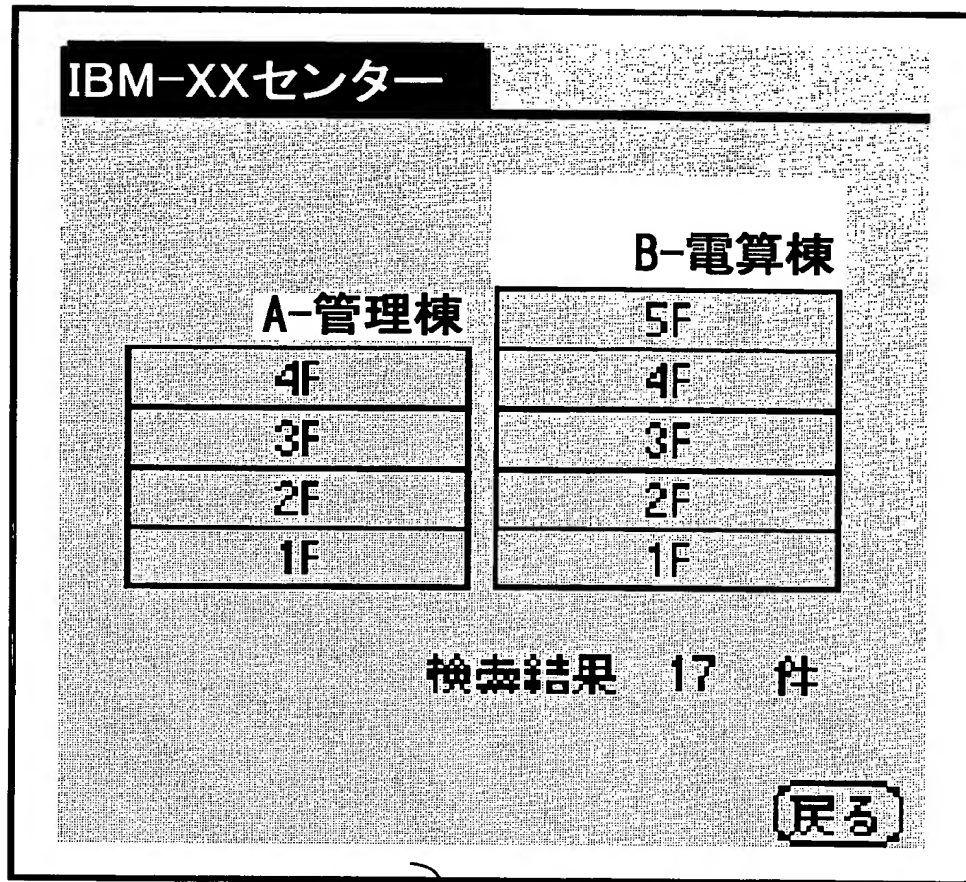 IBM-XXセンター
B-電算棟
A-管理棟
5F
4F
4F
3F
3F
2F
2F
1F
1F
検索結果 17 件
戻る